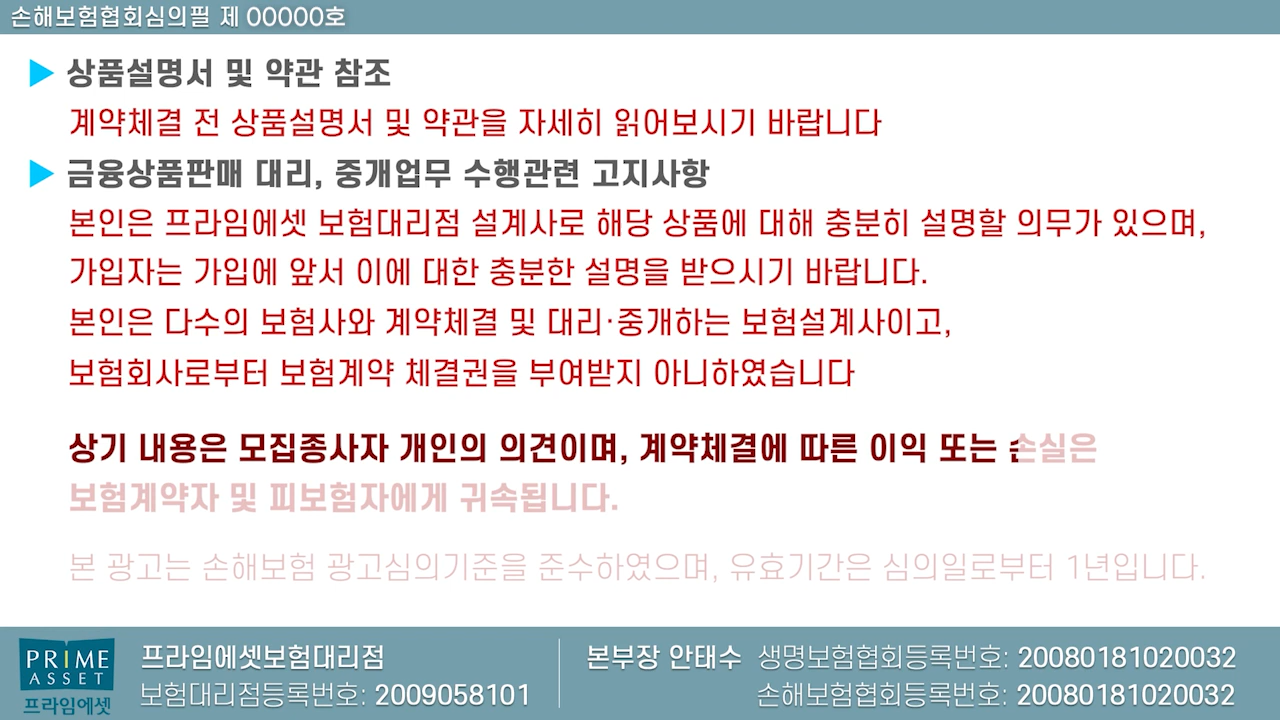 손해보험협회심의필 제 00000호
▶ 상품설명서 및 약관 참조
계약체결 전 상품설명서 및 약관을 자세히 읽어보시기 바랍니다
▶ 금융상품판매 대리, 중개업무 수행관련 고지사항
본인은 프라임에셋 보험대리점 설계사로 해당 상품에 대해 충분히 설명할 의무가 있으며,
가입자는 가입에 앞서 이에 대한 충분한 설명을 받으시기 바랍니다.
본인은 다수의 보험사와 계약체결 및 대리·중개하는 보험설계사이고,
보험회사로부터 보험계약 체결권을 부여받지 아니하였습니다
상기 내용은 모집종사자 개인의 의견이며, 계약체결에 따른 이익 또는 손실은
보험계약자 및 피보험자에게 귀속됩니다.
본 광고는 손해보험 광고심의기준을 준수하였으며, 유효기간은 심의일로부터 1년입니다.
PRIME
ASSET
프라임에셋
프라임에셋보험대리점
보험대리점등록번호: 2009058101
본부장 안태수 생명보험협회등록번호: 20080181020032
손해보험협회등록번호: 20080181020032